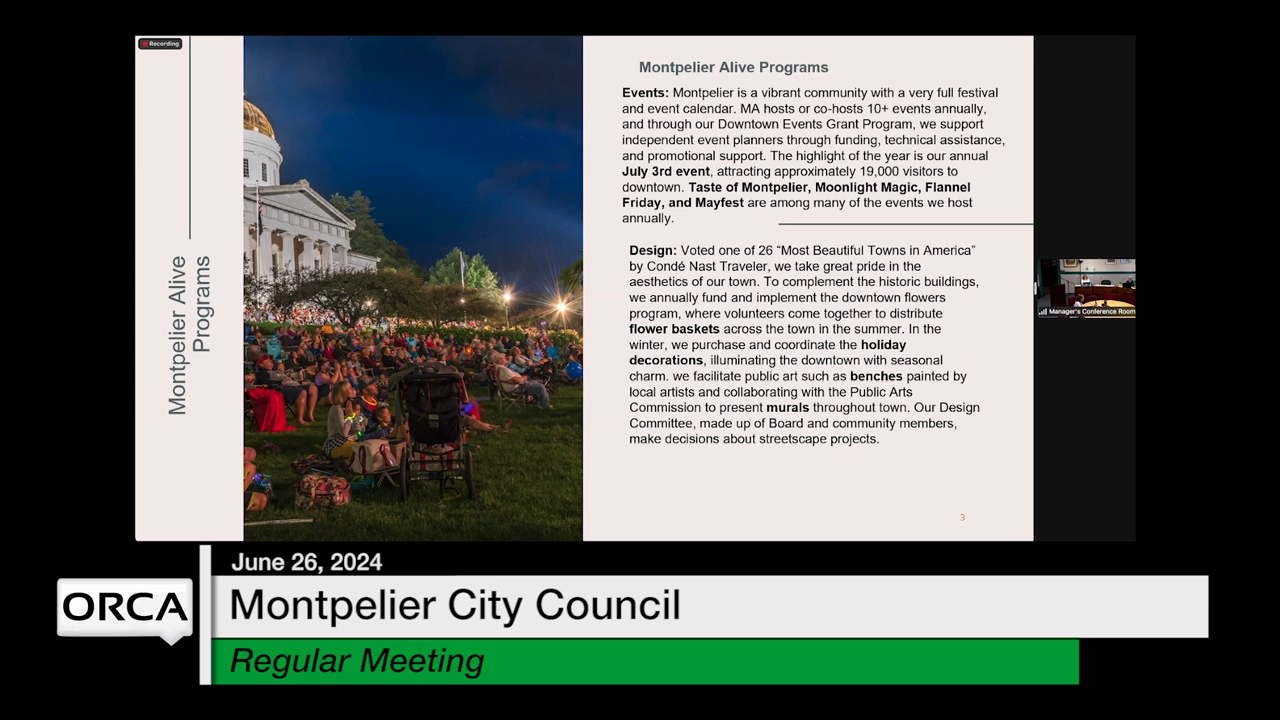 Recording
Montpelier Alive
Programs
Montpelier Alive Programs
Events: Montpelier is a vibrant community with a very full festival
and event calendar. MA hosts or co-hosts 10+ events annually,
and through our Downtown Events Grant Program, we support
independent event planners through funding, technical assistance,
and promotional support. The highlight of the year is our annual
July 3rd event, attracting approximately 19,000 visitors to
downtown. Taste of Montpelier, Moonlight Magic, Flannel
Friday, and Mayfest are among many of the events we host
annually.
Design: Voted one of 26 “Most Beautiful Towns in America”
by Condé Nast Traveler, we take great pride in the
aesthetics of our town. To complement the historic buildings,
we annually fund and implement the downtown flowers
program, where volunteers come together to distribute
flower baskets across the town in the summer. In the
winter, we purchase and coordinate the holiday
decorations, illuminating the downtown with seasonal
charm. we facilitate public art such as benches painted by
local artists and collaborating with the Public Arts
Commission to present murals throughout town. Our Design
Committee, made up of Board and community members,
make decisions about streetscape projects.
3
Manager's Conference Room
June 26, 2024
ORCA
Montpelier City Council
Regular Meeting